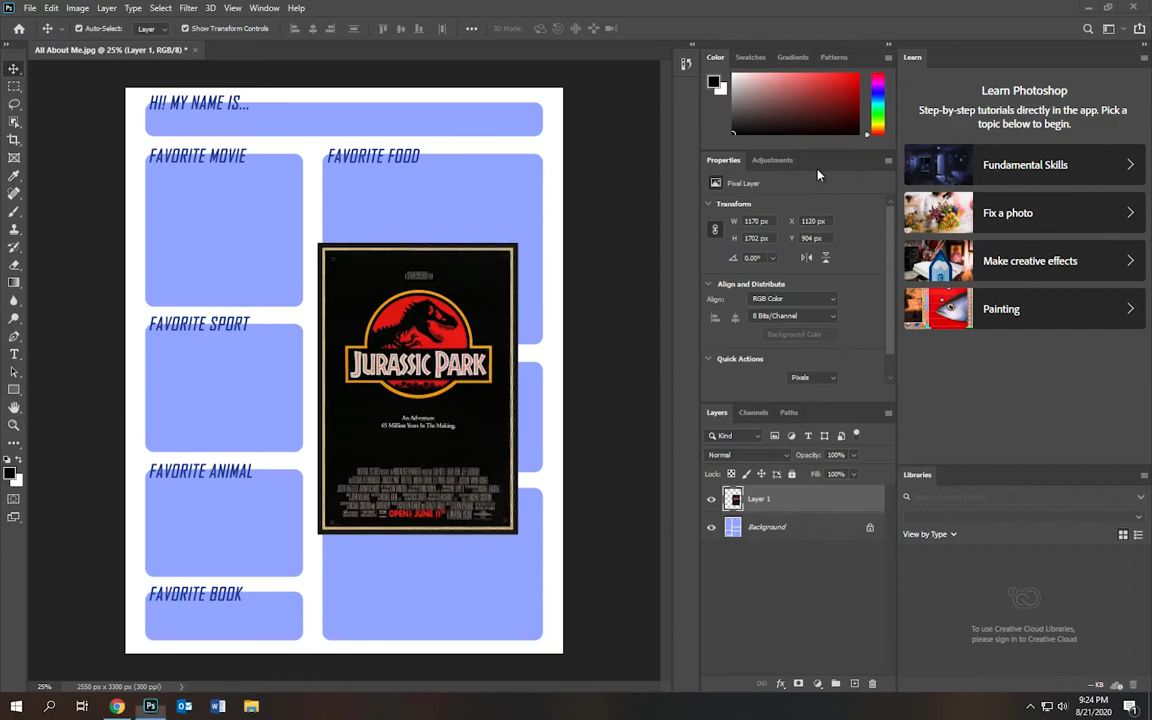 Ps File Edit Image Layer Type Select Filter 3D View Window Help
Auto-Select: Layer Show Transform Controls 3D Mode:
All About Me.jpg @ 25% (Layer 1, RGB/8) *
HI! MY NAME IS...
FAVORITE MOVIE
FAVORITE FOOD
FAVORITE SPORT
FAVORITE ANIMAL
FAVORITE BOOK
JURASSIC PARK
An Adventure
65 Million Years In The Making.
OPENS JUNE 11
25% 2550 px x 3300 px (300 ppi)
Color Swatches Gradients Patterns
Properties Adjustments
Pixel Layer
Transform
W 1170 px X 1120 px
H 1702 px Y 904 px
0.00°
Align and Distribute
Align: RGB Color
8 Bits/Channel
Background Color
Quick Actions
Pixels
Layers Channels Paths
Kind
Normal Opacity: 100%
Lock: Fill: 100%
Layer 1
Background
fx
Learn
Learn Photoshop
Step-by-step tutorials directly in the app. Pick a
topic below to begin.
Fundamental Skills
Fix a photo
Make creative effects
Painting
Libraries
View by Type
To use Creative Cloud Libraries,
please sign in to Creative Cloud
-- KB
Ps
9:24 PM
8/21/2020